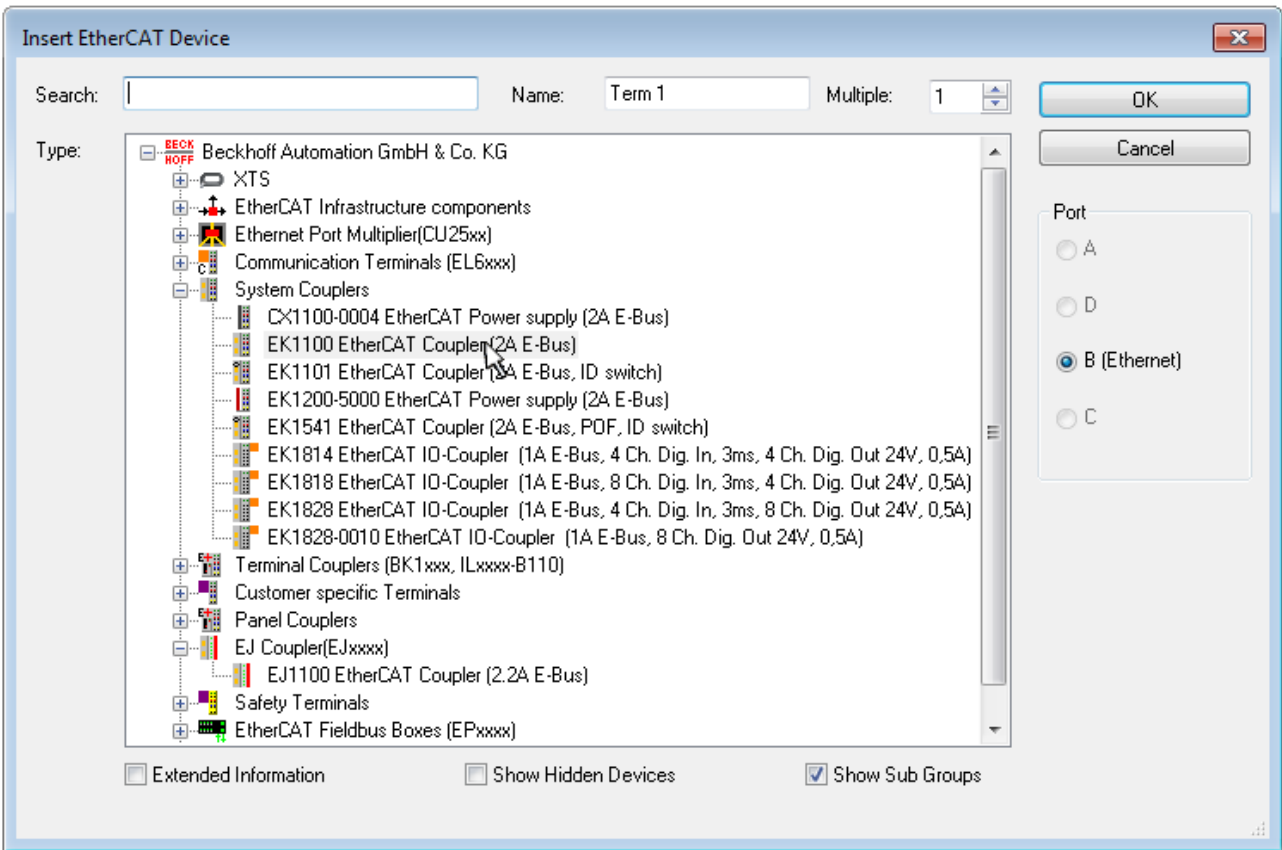 Insert EtherCAT Device
Search: Name: Term 1 Multiple: 1 OK
Type: BECKHOFF Beckhoff Automation GmbH & Co. KG Cancel
XTS
EtherCAT Infrastructure components
Port
Ethernet Port Multiplier(CU25xx)
A
Communication Terminals (EL6xxx)
System Couplers
D
CX1100-0004 EtherCAT Power supply (2A E-Bus)
EK1100 EtherCAT Coupler (2A E-Bus)
B (Ethernet)
EK1101 EtherCAT Coupler (2A E-Bus, ID switch)
EK1200-5000 EtherCAT Power supply (2A E-Bus)
C
EK1541 EtherCAT Coupler (2A E-Bus, POF, ID switch)
EK1814 EtherCAT IO-Coupler (1A E-Bus, 4 Ch. Dig. In, 3ms, 4 Ch. Dig. Out 24V, 0,5A)
EK1818 EtherCAT IO-Coupler (1A E-Bus, 8 Ch. Dig. In, 3ms, 4 Ch. Dig. Out 24V, 0,5A)
EK1828 EtherCAT IO-Coupler (1A E-Bus, 4 Ch. Dig. In, 3ms, 8 Ch. Dig. Out 24V, 0,5A)
EK1828-0010 EtherCAT IO-Coupler (1A E-Bus, 8 Ch. Dig. Out 24V, 0,5A)
Terminal Couplers (BK1xxx, ILxxxx-B110)
Customer specific Terminals
Panel Couplers
EJ Coupler(EJxxxx)
EJ1100 EtherCAT Coupler (2.2A E-Bus)
Safety Terminals
EtherCAT Fieldbus Boxes (EPxxxx)
Extended Information Show Hidden Devices Show Sub Groups